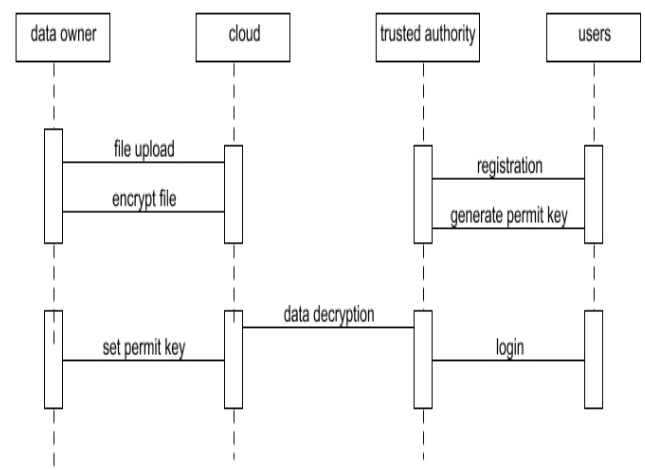 data owner
cloud
trusted authority
users
file upload
registration
encrypt file
generate permit key
data decryption
set permit key
login